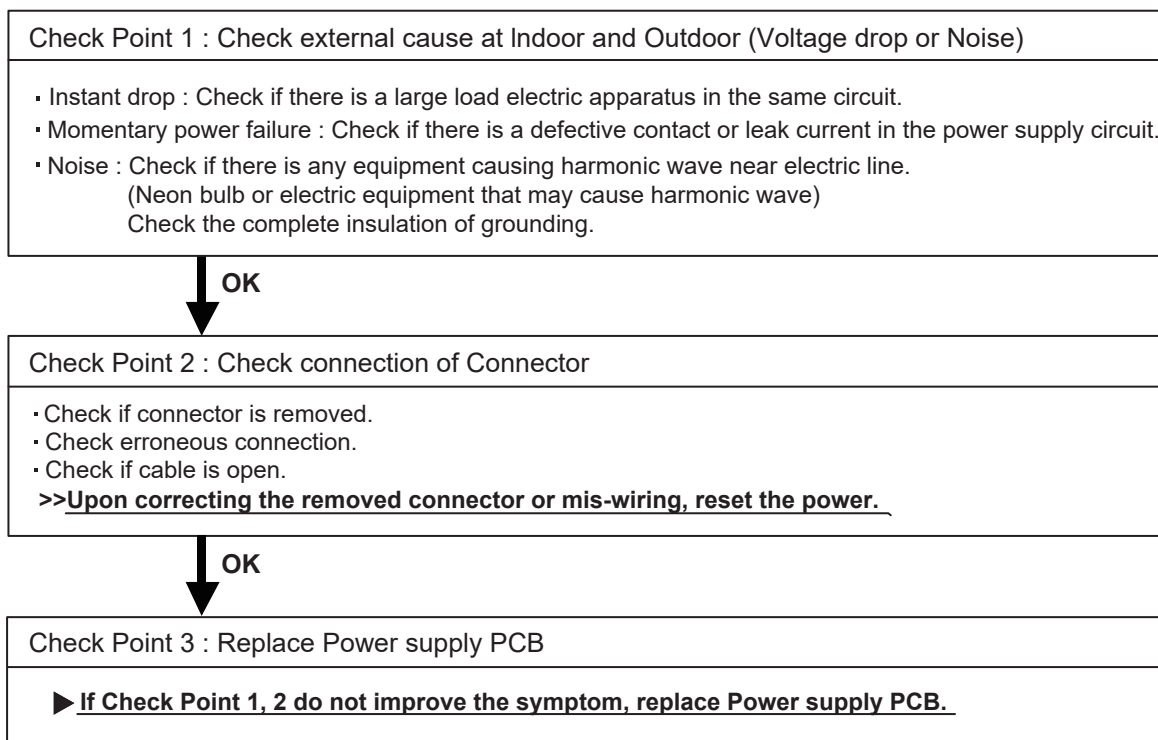 Check Point 1 : Check external cause at lndoor and Outdoor (Voltage drop or Noise)
· Instant drop : Check if there is a large load electric apparatus in the same circuit.
· Momentary power failure : Check if there is a defective contact or leak current in the power supply circuit.
· Noise : Check if there is any equipment causing harmonic wave near electric line.
(Neon bulb or electric equipment that may cause harmonic wave)
Check the complete insulation of grounding.
OK
Check Point 2 : Check connection of Connector
· Check if connector is removed.
· Check erroneous connection.
· Check if cable is open.
>>Upon correcting the removed connector or mis-wiring, reset the power.
OK
Check Point 3 : Replace Power supply PCB
▶ If Check Point 1, 2 do not improve the symptom, replace Power supply PCB.